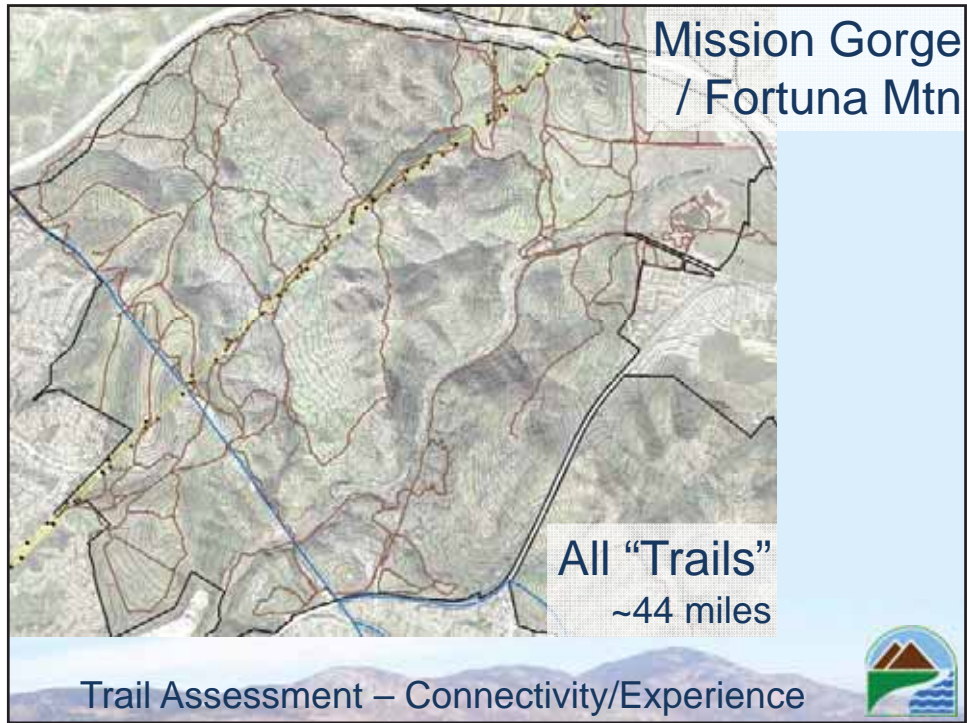 Mission Gorge
/ Fortuna Mtn
All “Trails”
~44 miles
Trail Assessment – Connectivity/Experience